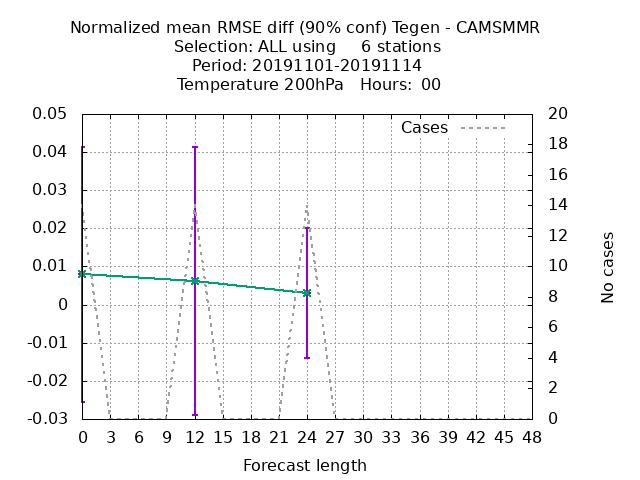 Normalized mean RMSE diff (90% conf) Tegen - CAMSMMR
Selection: ALL using     6 stations
Period: 20191101-20191114
Temperature 200hPa   Hours:  00
Cases
0.05
0.04
0.03
0.02
0.01
0
-0.01
-0.02
-0.03
20
18
16
14
12
10
8
6
4
2
0
No cases
0 3 6 9 12 15 18 21 24 27 30 33 36 39 42 45 48
Forecast length